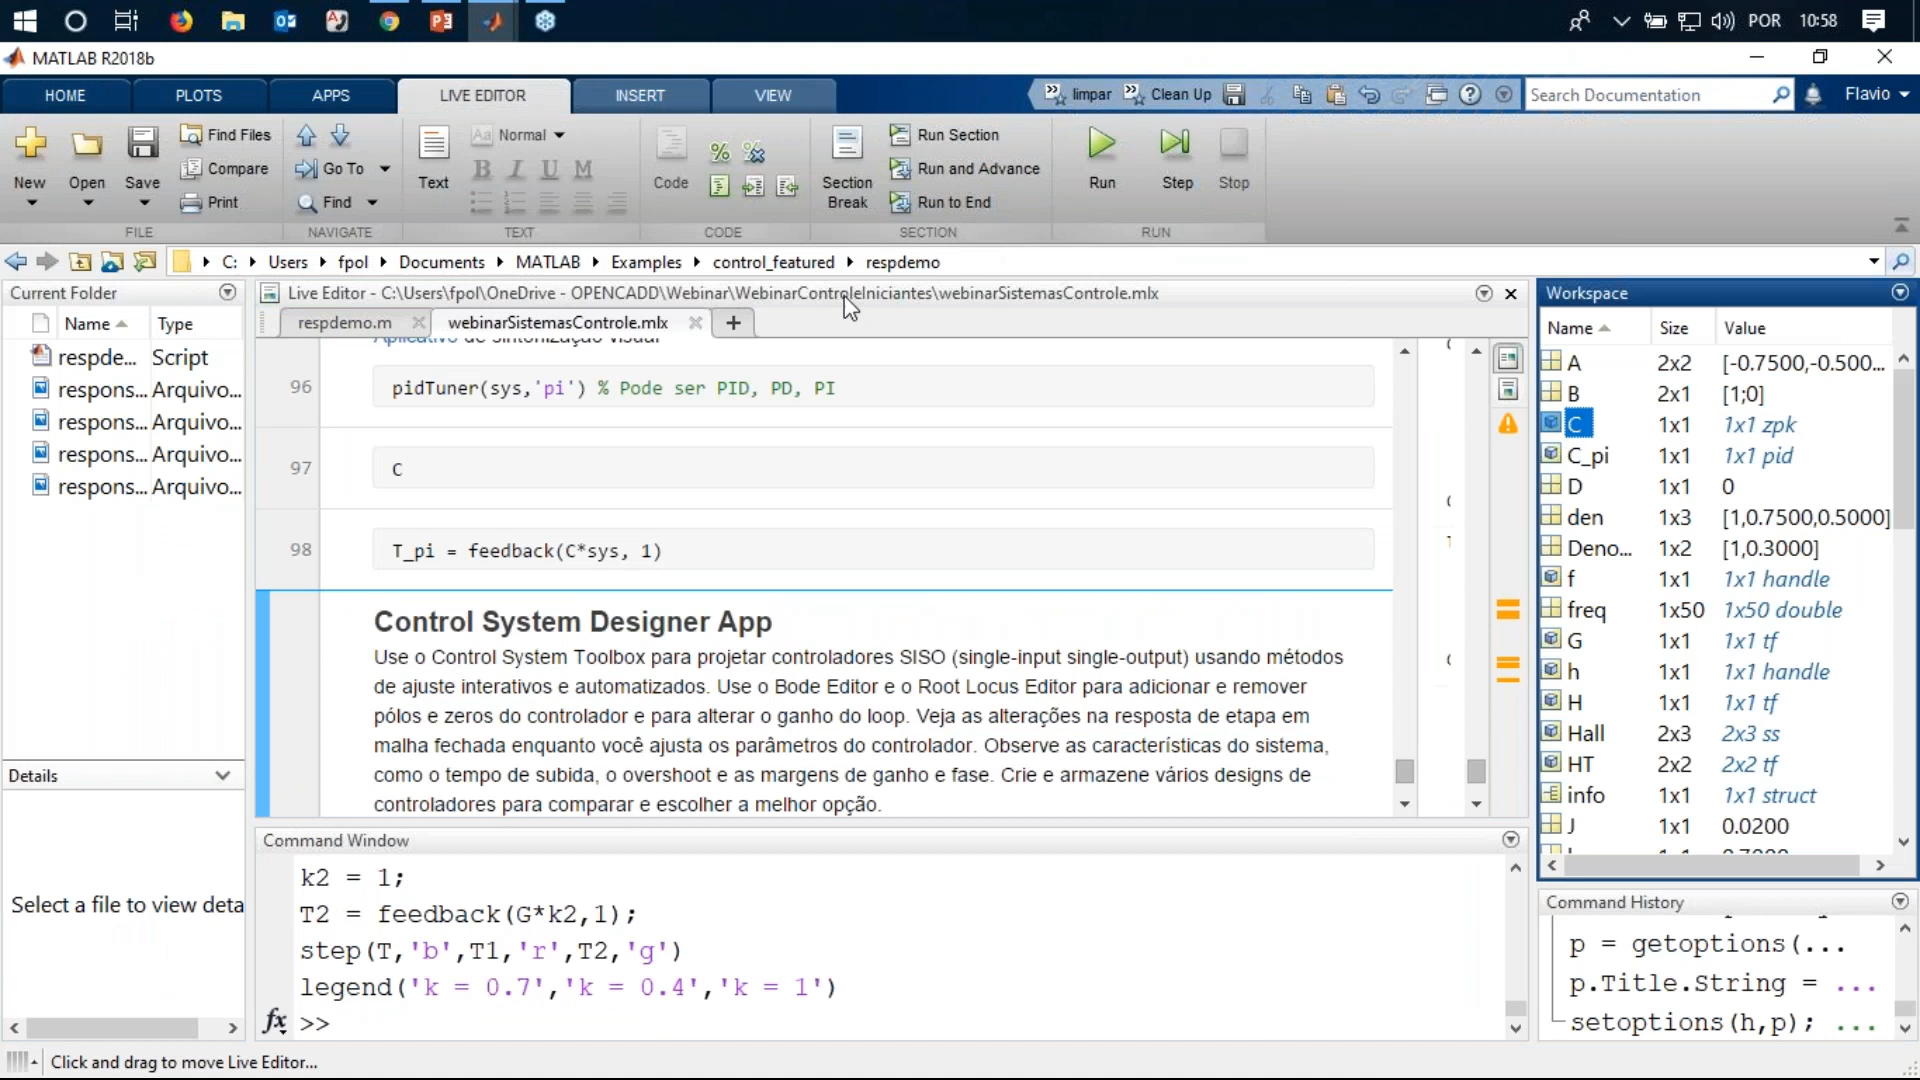 POR 10:58
MATLAB R2018b
HOME PLOTS APPS LIVE EDITOR INSERT VIEW
limpar Clean Up Search Documentation Flavio
Find Files
Compare
Print
New Open Save
FILE
Go To
Find
NAVIGATE
Text
Normal
B I U M
TEXT
Code
CODE
Section Break
Run Section
Run and Advance
Run to End
SECTION
Run Step Stop
RUN
C: Users fpol Documents MATLAB Examples control_featured respdemo
Current Folder
Name Type
respde... Script
respons... Arquivo...
respons... Arquivo...
respons... Arquivo...
respons... Arquivo...
Details
Select a file to view deta
Live Editor - C:\Users\fpol\OneDrive - OPENCADD\Webinar\WebinarControleIniciantes\webinarSistemasControle.mlx
respdemo.m webinarSistemasControle.mlx
Aplicativo de sintonização visual
96 pidTuner(sys,'pi') % Pode ser PID, PD, PI
97 C
98 T_pi = feedback(C*sys, 1)
Control System Designer App
Use o Control System Toolbox para projetar controladores SISO (single-input single-output) usando métodos
de ajuste interativos e automatizados. Use o Bode Editor e o Root Locus Editor para adicionar e remover
pólos e zeros do controlador e para alterar o ganho do loop. Veja as alterações na resposta de etapa em
malha fechada enquanto você ajusta os parâmetros do controlador. Observe as características do sistema,
como o tempo de subida, o overshoot e as margens de ganho e fase. Crie e armazene vários designs de
controladores para comparar e escolher a melhor opção.
Command Window
k2 = 1;
T2 = feedback(G*k2,1);
step(T,'b',T1,'r',T2,'g')
legend('k = 0.7','k = 0.4','k = 1')
fx >>
Workspace
Name Size Value
A 2x2 [-0.7500,-0.500...
B 2x1 [1;0]
C 1x1 1x1 zpk
C_pi 1x1 1x1 pid
D 1x1 0
den 1x3 [1,0.7500,0.5000]
Deno... 1x2 [1,0.3000]
f 1x1 1x1 handle
freq 1x50 1x50 double
G 1x1 1x1 tf
h 1x1 1x1 handle
H 1x1 1x1 tf
Hall 2x3 2x3 ss
HT 2x2 2x2 tf
info 1x1 1x1 struct
J 1x1 0.0200
Command History
p = getoptions(...
p.Title.String = ...
setoptions(h,p); ...
Click and drag to move Live Editor...